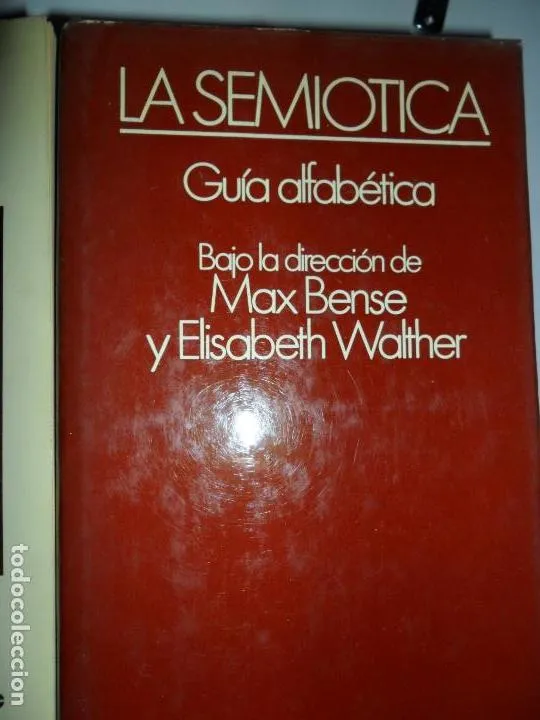 LA SEMIOTICA
Guía alfabética
Bajo la dirección de
Max Bense
y Elisabeth Walther
todocoleccion